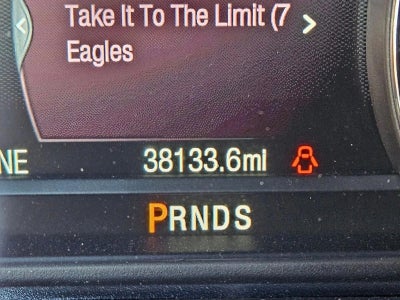 Take It To The Limit (7
Eagles
NE 38133.6mi
PRNDS